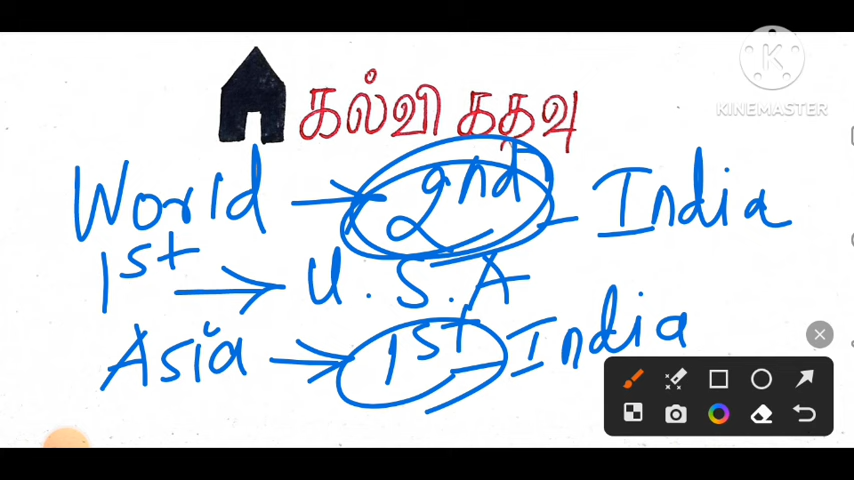 KINEMASTER
கல்வி கதவு
World → 2nd - India
1st → U.S.A
Asia → 1st - India